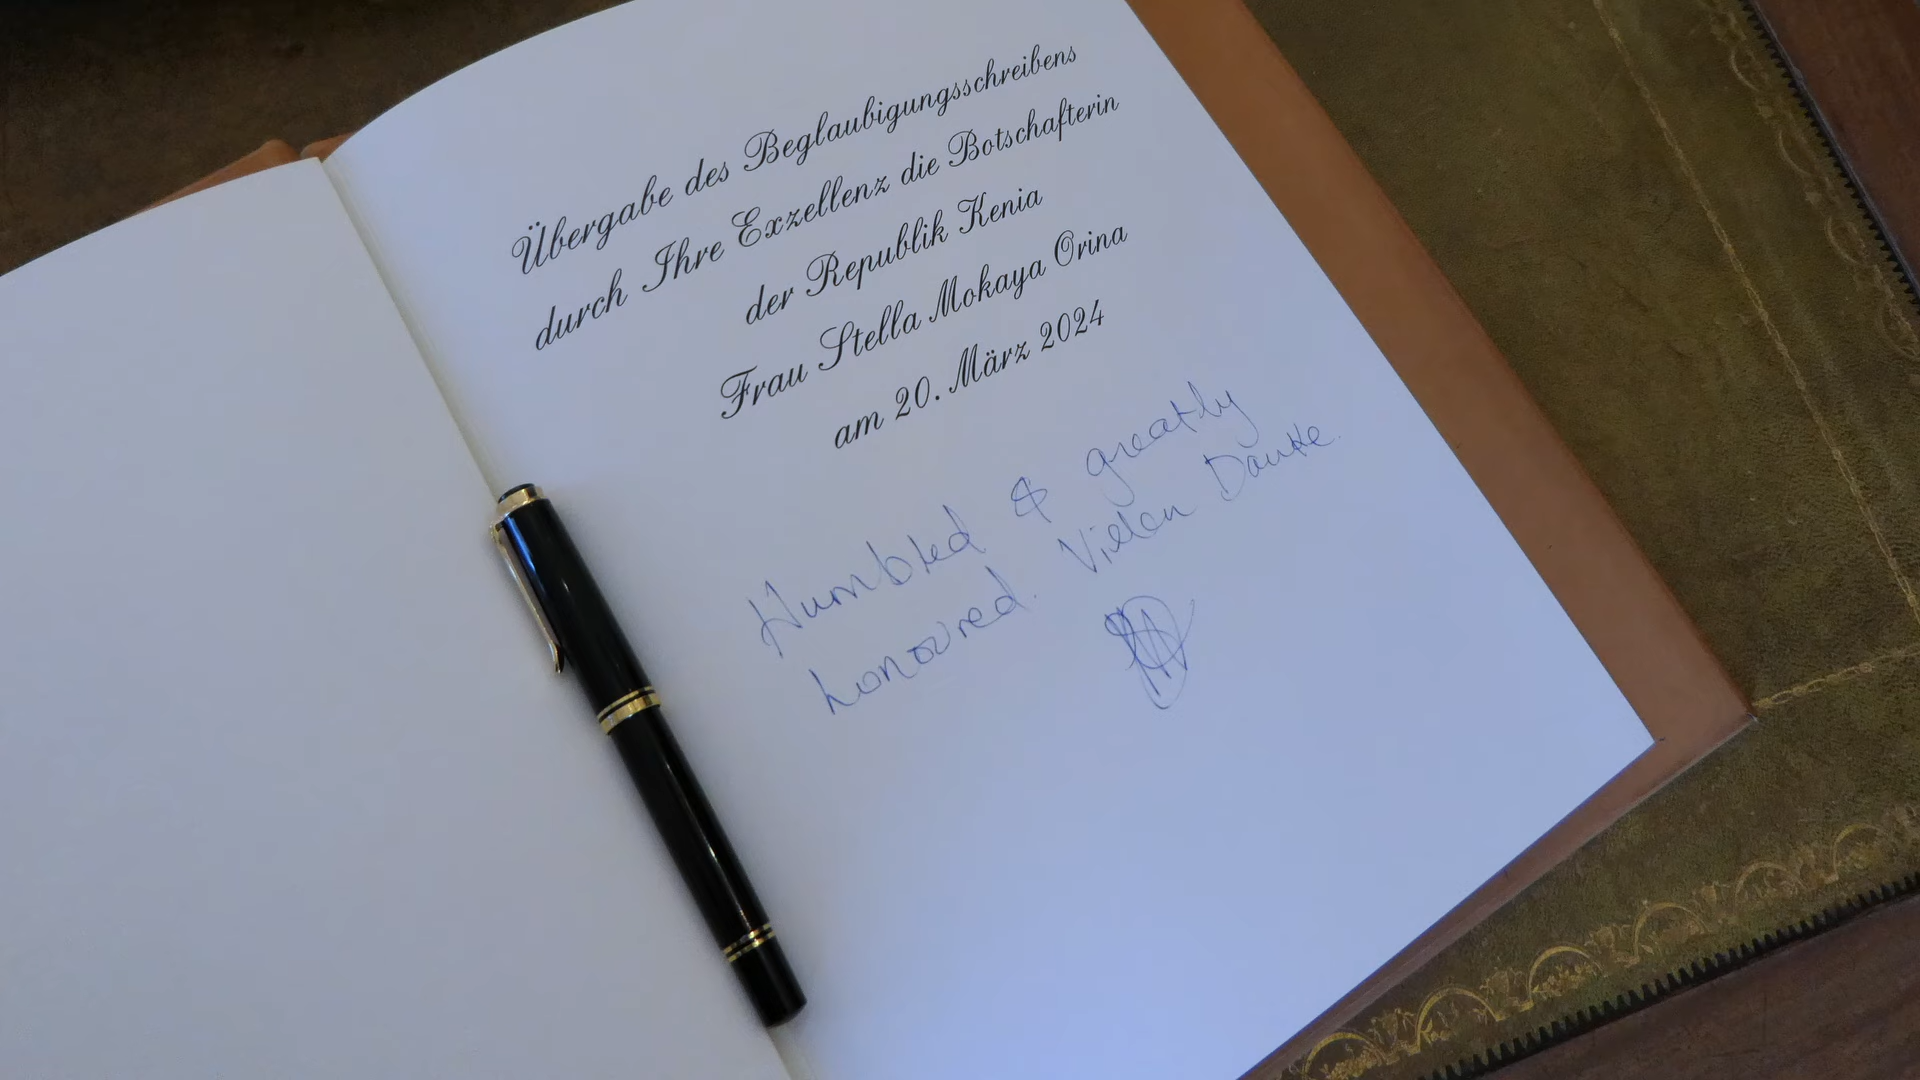 Übergabe des Beglaubigungsschreibens
durch Ihre Exzellenz die Botschafterin
der Republik Kenia
Frau Stella Mokaya Orina
am 20. März 2024
Humbled & greatly
honoured. Vielen Danke.